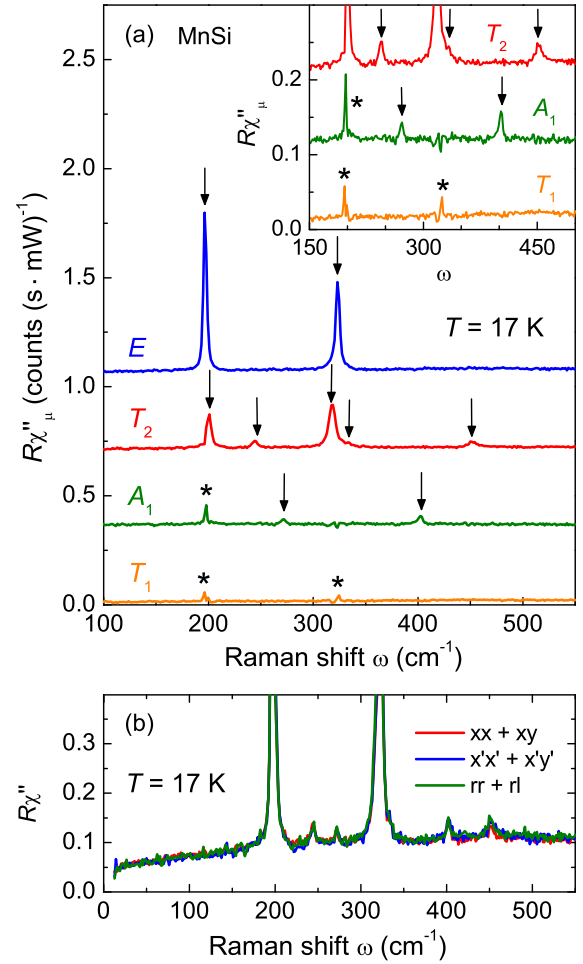 (a) MnSi
Rχ''μ (counts (s · mW)-1
2.5
2.0
1.5
1.0
0.5
0.0
100 200 300 400 500
Raman shift ω (cm-1)
E
T2
A1
T1
*
*
*
T = 17 K
Rχ''μ
0.2
0.1
0.0
150 300 450
ω
T2
A1
T1
*
*
*
(b)
T = 17 K
xx + xy
x'x' + x'y'
rr + rl
Rχ''
0.3
0.2
0.1
0.0
0 100 200 300 400 500
Raman shift ω (cm-1)